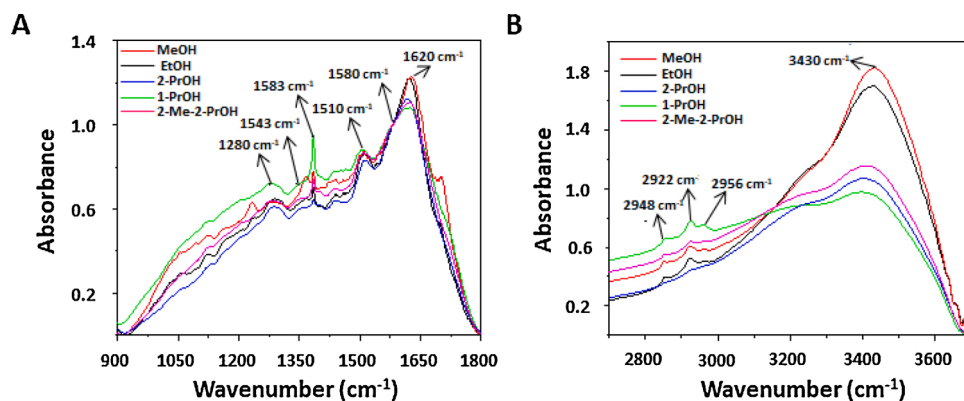 A
Absorbance
1.4
1.0
0.6
0.2
MeOH
EtOH
2-PrOH
1-PrOH
2-Me-2-PrOH
1280 cm-1
1543 cm-1
1583 cm-1
1510 cm-1
1580 cm-1
1620 cm-1
900 1050 1200 1350 1500 1650 1800
Wavenumber (cm-1)
B
Absorbance
1.8
1.4
1.0
0.6
0.2
MeOH
EtOH
2-PrOH
1-PrOH
2-Me-2-PrOH
2948 cm-1
2922 cm-
2956 cm-1
3430 cm-1
2800 3000 3200 3400 3600
Wavenumber (cm-1)